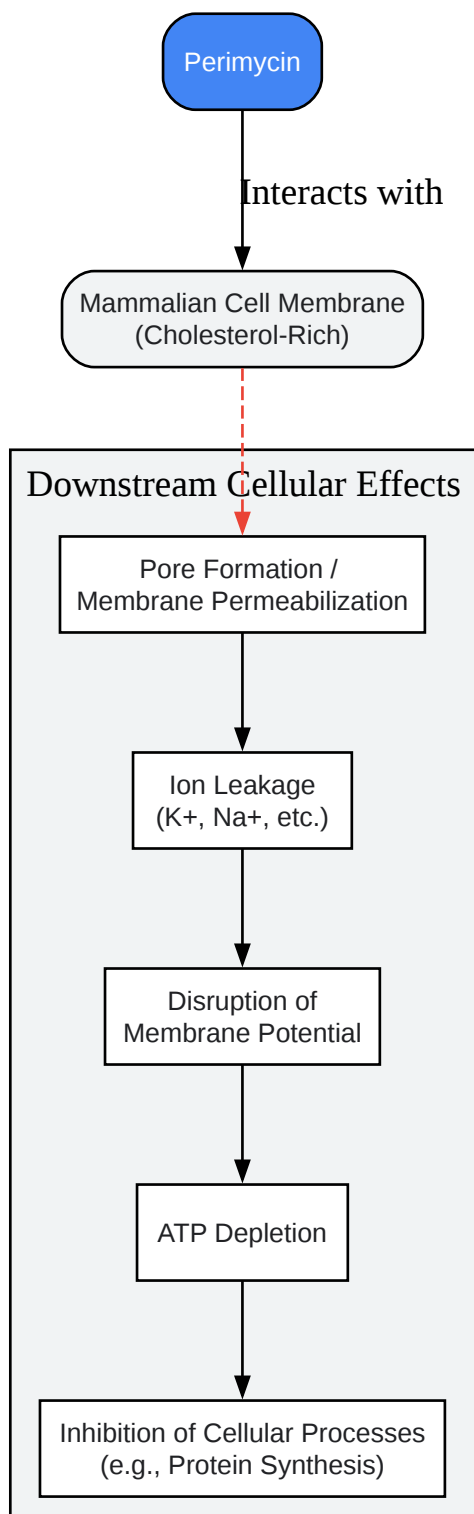 Perimycin
Interacts with
Mammalian Cell Membrane
(Cholesterol-Rich)
Downstream Cellular Effects
Pore Formation /
Membrane Permeabilization
Ion Leakage
(K+, Na+, etc.)
Disruption of
Membrane Potential
ATP Depletion
Inhibition of Cellular Processes
(e.g., Protein Synthesis)